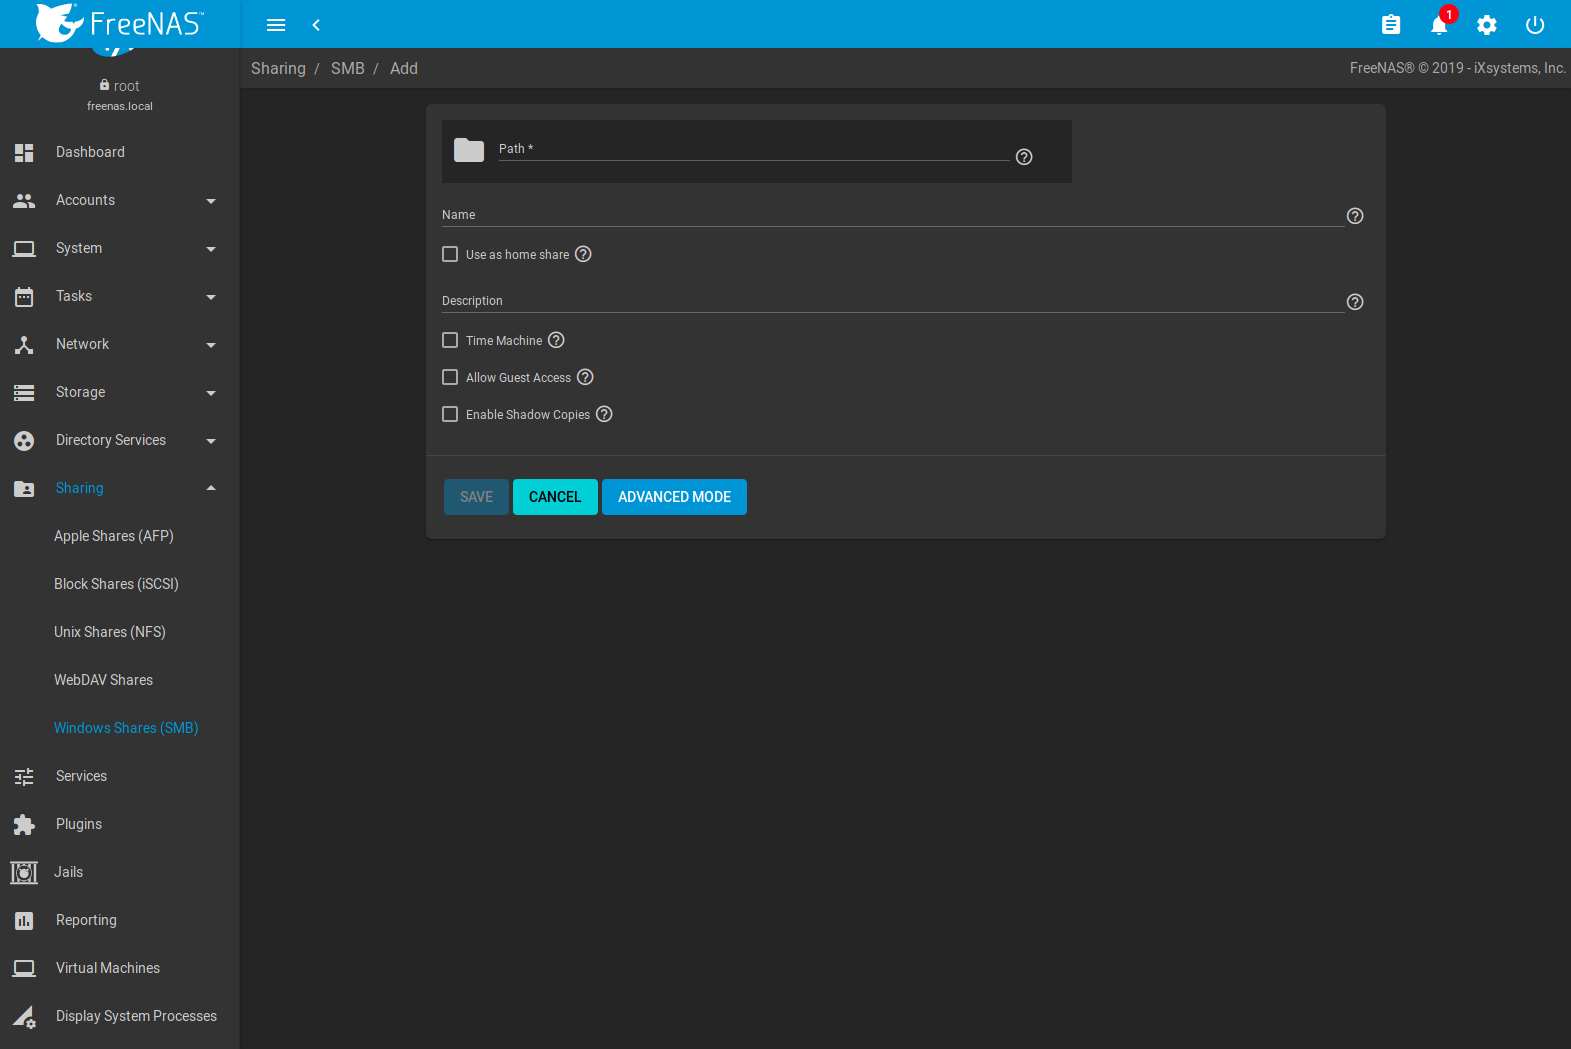 FreeNAS™
1
Sharing / SMB / Add
FreeNAS® © 2019 - iXsystems, Inc.
root
freenas.local
Dashboard
Accounts
System
Tasks
Network
Storage
Directory Services
Sharing
Apple Shares (AFP)
Block Shares (iSCSI)
Unix Shares (NFS)
WebDAV Shares
Windows Shares (SMB)
Services
Plugins
Jails
Reporting
Virtual Machines
Display System Processes
Path *
Name
Use as home share
Description
Time Machine
Allow Guest Access
Enable Shadow Copies
SAVE CANCEL ADVANCED MODE